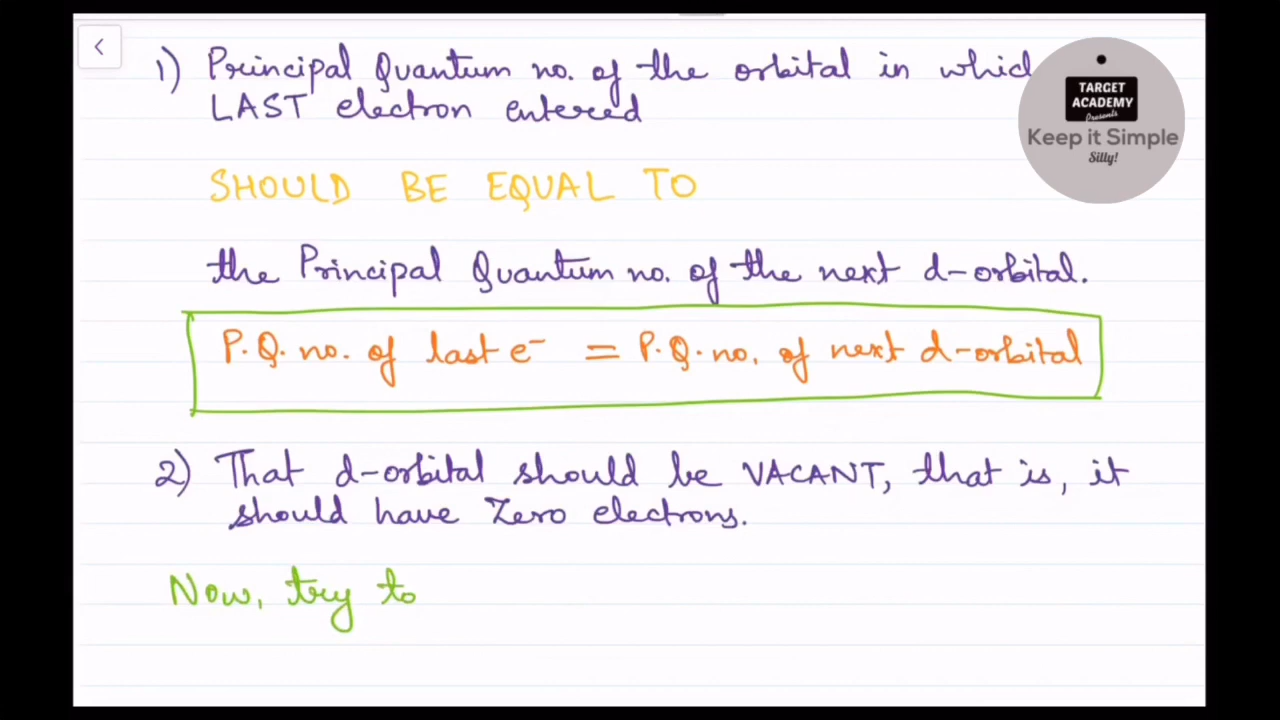 1) Principal Quantum no. of the orbital in which
LAST electron entered
SHOULD BE EQUAL TO
the Principal Quantum no. of the next d-orbital.
P.Q. no. of last e⁻ = P.Q. no. of next d-orbital
2) That d-orbital should be VACANT, that is, it
should have Zero electrons.
Now, try to
TARGET
ACADEMY
Presents
Keep it Simple
Silly!